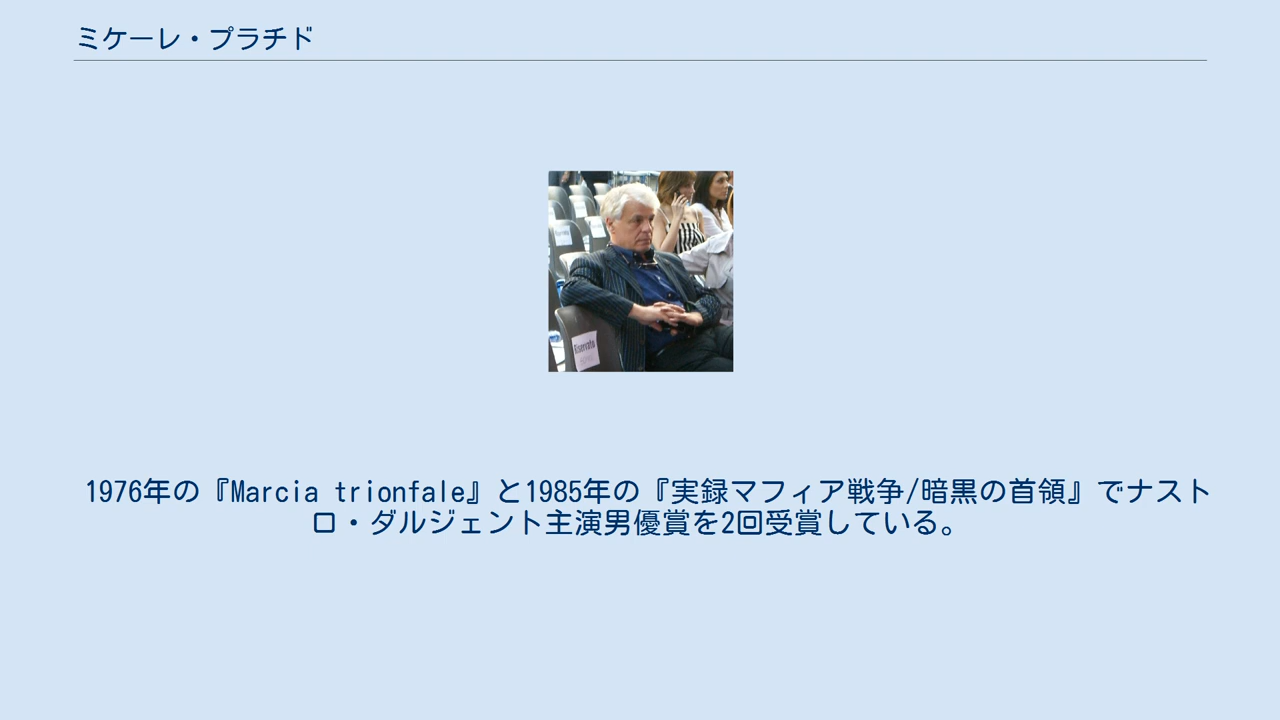 ミケーレ・プラチド
Riservato
1976年の『Marcia trionfale』と1985年の『実録マフィア戦争/暗黒の首領』でナスト
ロ・ダルジェント主演男優賞を2回受賞している。